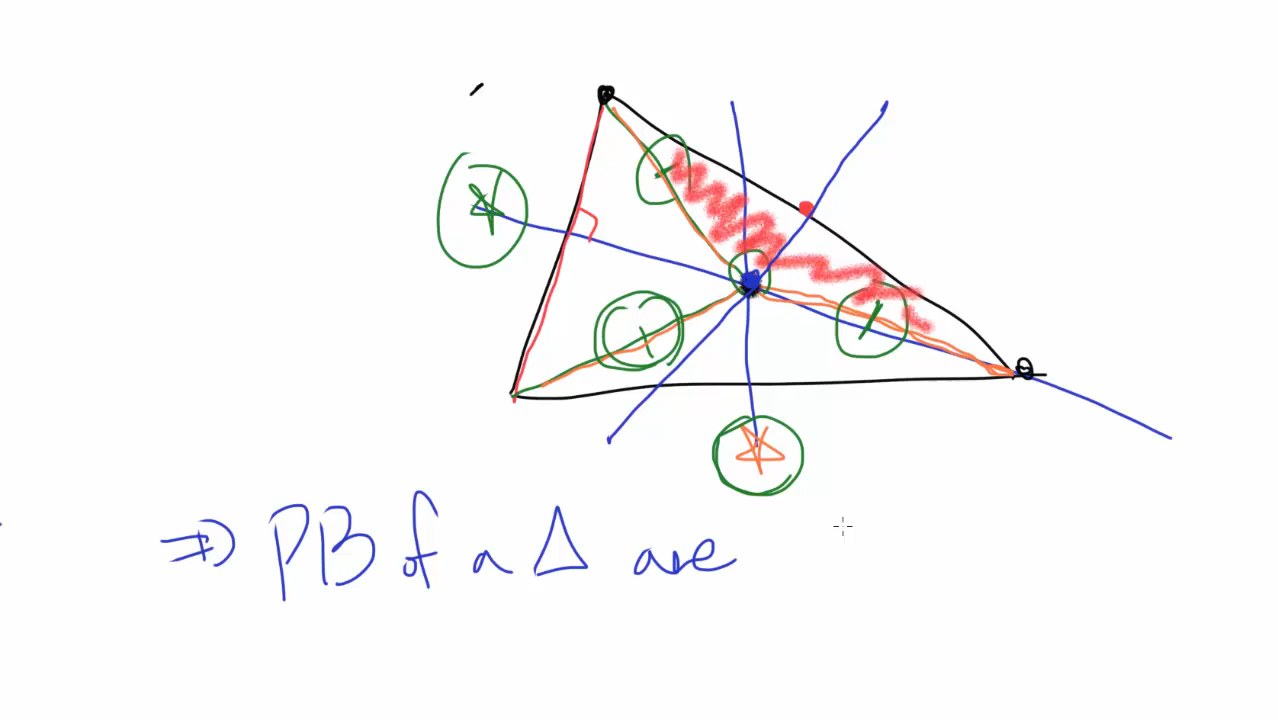 ⇒ PB of a Δ are